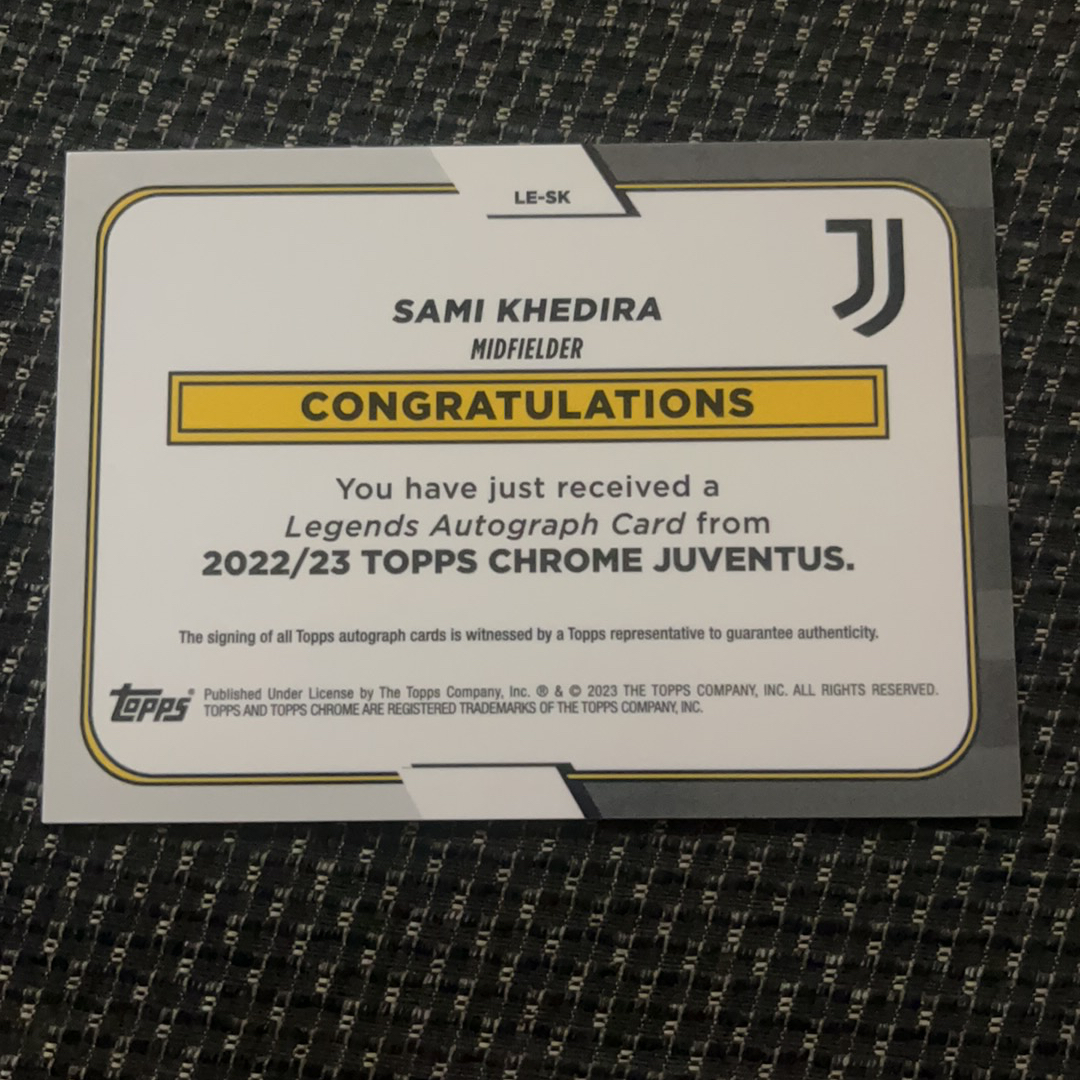 LE-SK
SAMI KHEDIRA
MIDFIELDER
CONGRATULATIONS
You have just received a
Legends Autograph Card from
2022/23 TOPPS CHROME JUVENTUS.
The signing of all Topps autograph cards is witnessed by a Topps representative to guarantee authenticity.
topps® Published Under License by The Topps Company, Inc. ® & © 2023 THE TOPPS COMPANY, INC. ALL RIGHTS RESERVED.
TOPPS AND TOPPS CHROME ARE REGISTERED TRADEMARKS OF THE TOPPS COMPANY, INC.